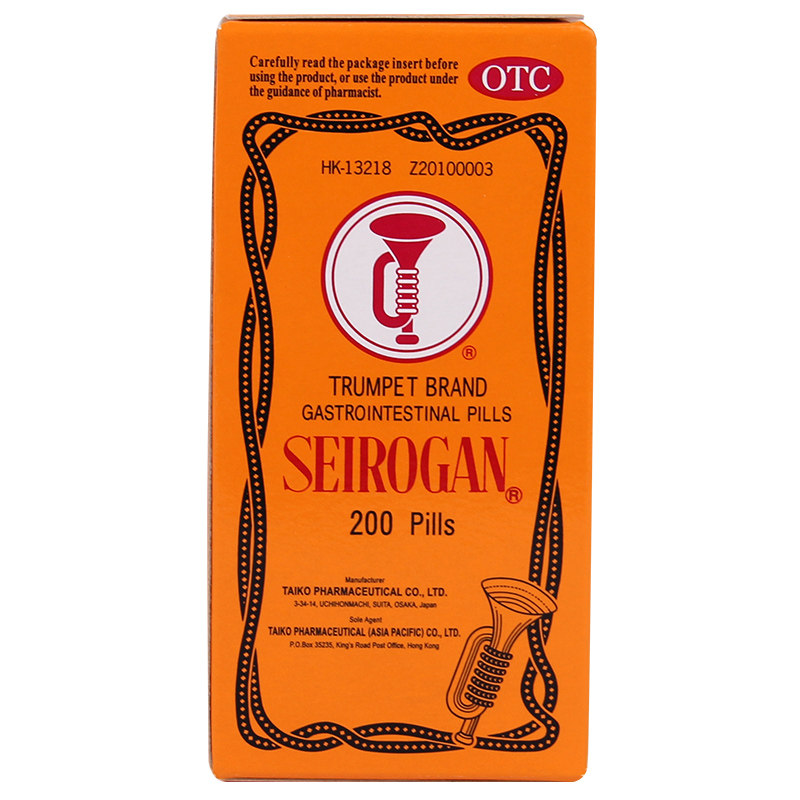 Carefully read the package insert before
using the product, or use the product under
the guidance of pharmacist.
OTC
HK-13218 Z20100003
®
TRUMPET BRAND
GASTROINTESTINAL PILLS
SEIROGAN®
200 Pills
Manufacturer
TAIKO PHARMACEUTICAL CO., LTD.
3-34-14, UCHIHONMACHI, SUITA, OSAKA, Japan
Sole Agent
TAIKO PHARMACEUTICAL (ASIA PACIFIC) CO., LTD.
P.O.Box 35235, King's Road Post Office, Hong Kong